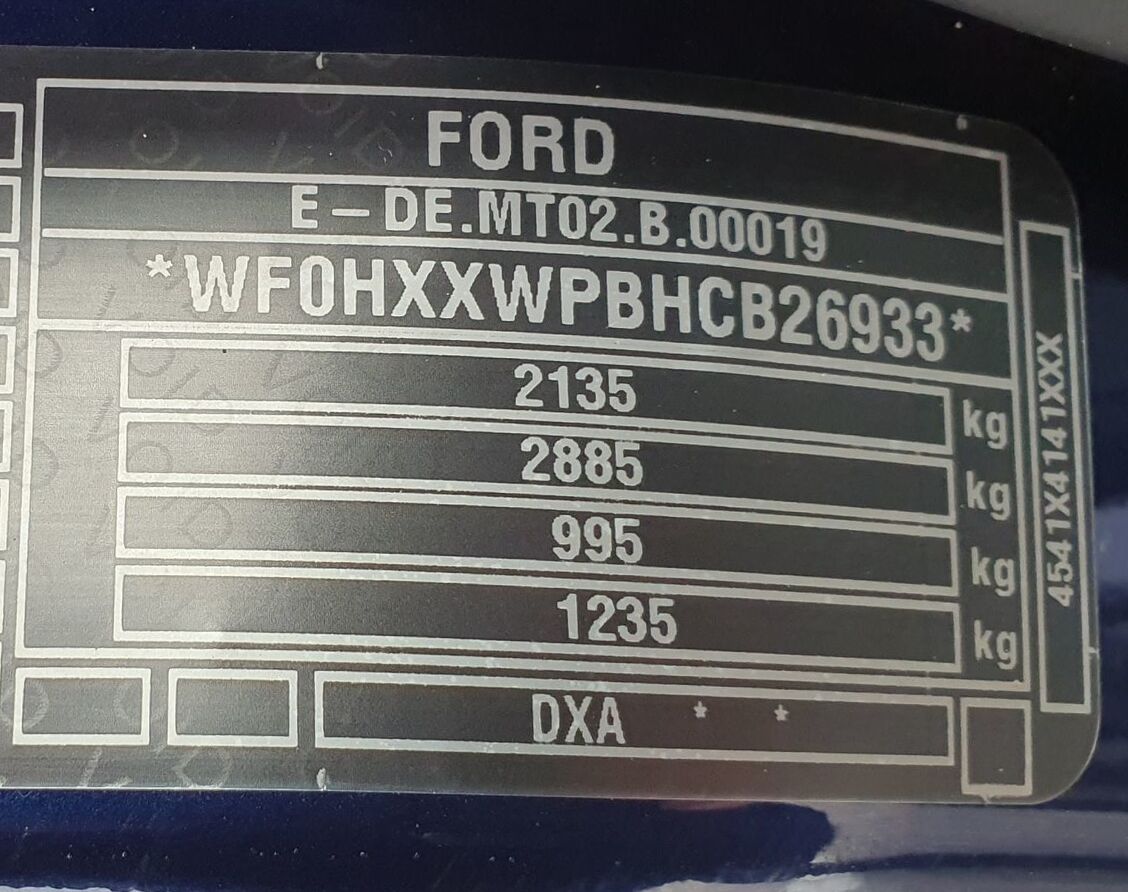 FORD
E-DE.MT02.B.00019
*WF0HXXWPBHCB26933*
2135 kg
2885 kg
995 kg
1235 kg
DXA * *
4541X4141XXX